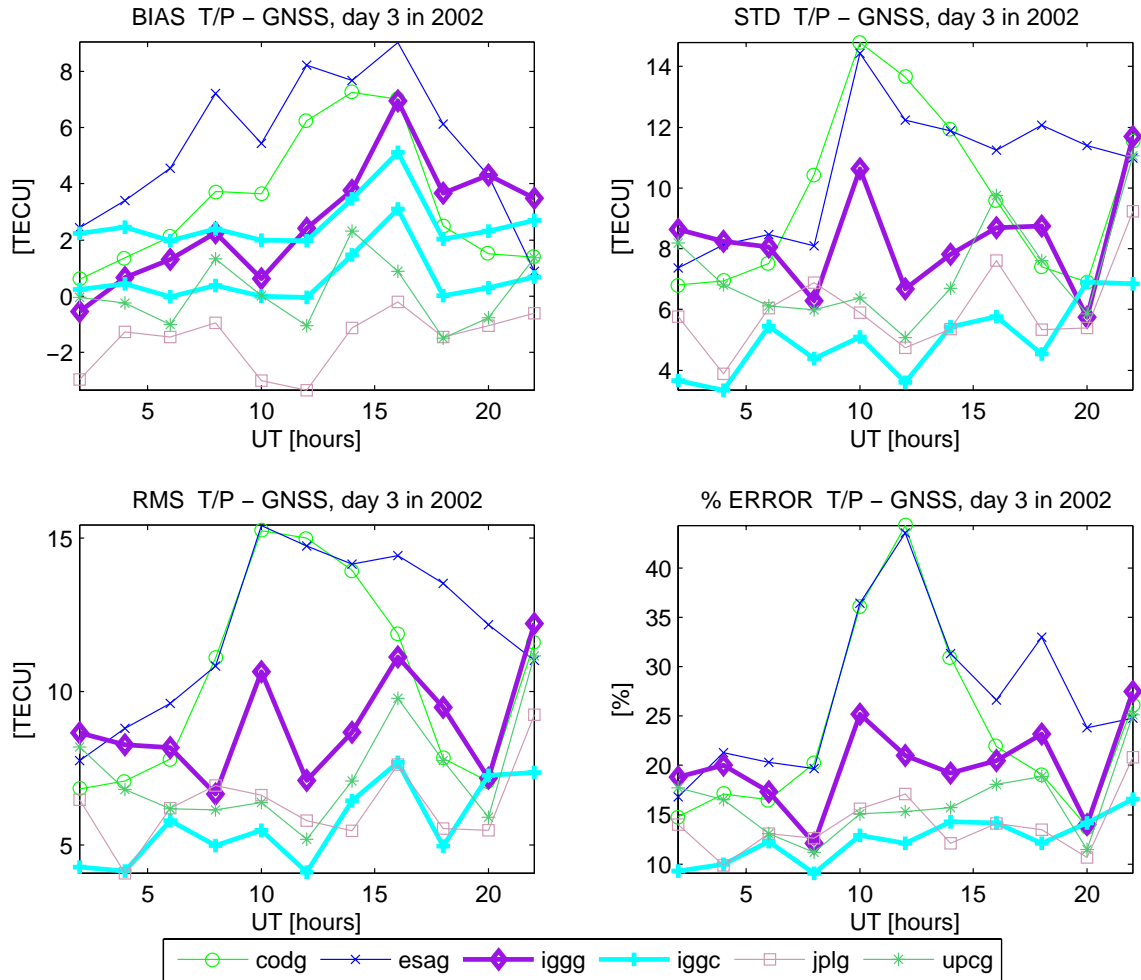 BIAS T/P − GNSS, day 3 in 2002
8
6
4
2
0
−2
[TECU]
5 10 15 20
UT [hours]
STD T/P − GNSS, day 3 in 2002
14
12
10
8
6
4
[TECU]
5 10 15 20
UT [hours]
RMS T/P − GNSS, day 3 in 2002
15
10
5
[TECU]
5 10 15 20
UT [hours]
% ERROR T/P − GNSS, day 3 in 2002
40
35
30
25
20
15
10
[%]
5 10 15 20
UT [hours]
codg esag iggg iggc jplg upcg